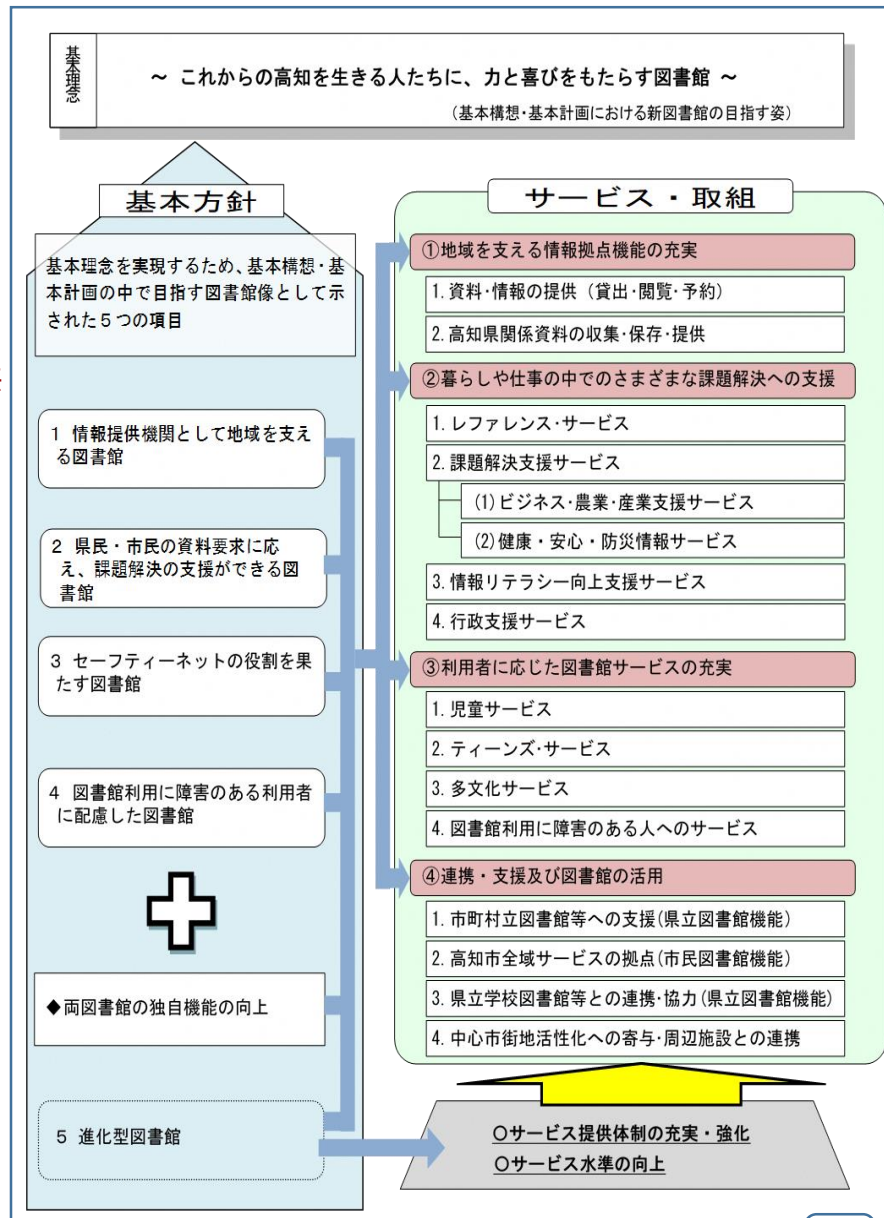 基本理念
～ これからの高知を生きる人たちに、力と喜びをもたらす図書館 ～
（基本構想・基本計画における新図書館の目指す姿）
基本方針
基本理念を実現するため、基本構想・基
本計画の中で目指す図書館像として示
された５つの項目
1 情報提供機関として地域を支え
る図書館
2 県民・市民の資料要求に応
え、課題解決の支援ができる図
書館
3 セーフティーネットの役割を果
たす図書館
4 図書館利用に障害のある利用者
に配慮した図書館
◆両図書館の独自機能の向上
5 進化型図書館
サービス・取組
①地域を支える情報拠点機能の充実
1. 資料・情報の提供（貸出・閲覧・予約）
2. 高知県関係資料の収集・保存・提供
②暮らしや仕事の中でのさまざまな課題解決への支援
1. レファレンス・サービス
2. 課題解決支援サービス
(1)ビジネス・農業・産業支援サービス
(2)健康・安心・防災情報サービス
3. 情報リテラシー向上支援サービス
4. 行政支援サービス
③利用者に応じた図書館サービスの充実
1. 児童サービス
2. ティーンズ・サービス
3. 多文化サービス
4. 図書館利用に障害のある人へのサービス
④連携・支援及び図書館の活用
1. 市町村立図書館等への支援(県立図書館機能)
2. 高知市全域サービスの拠点(市民図書館機能)
3. 県立学校図書館等との連携・協力(県立図書館機能)
4. 中心市街地活性化への寄与・周辺施設との連携
○サービス提供体制の充実・強化
○サービス水準の向上